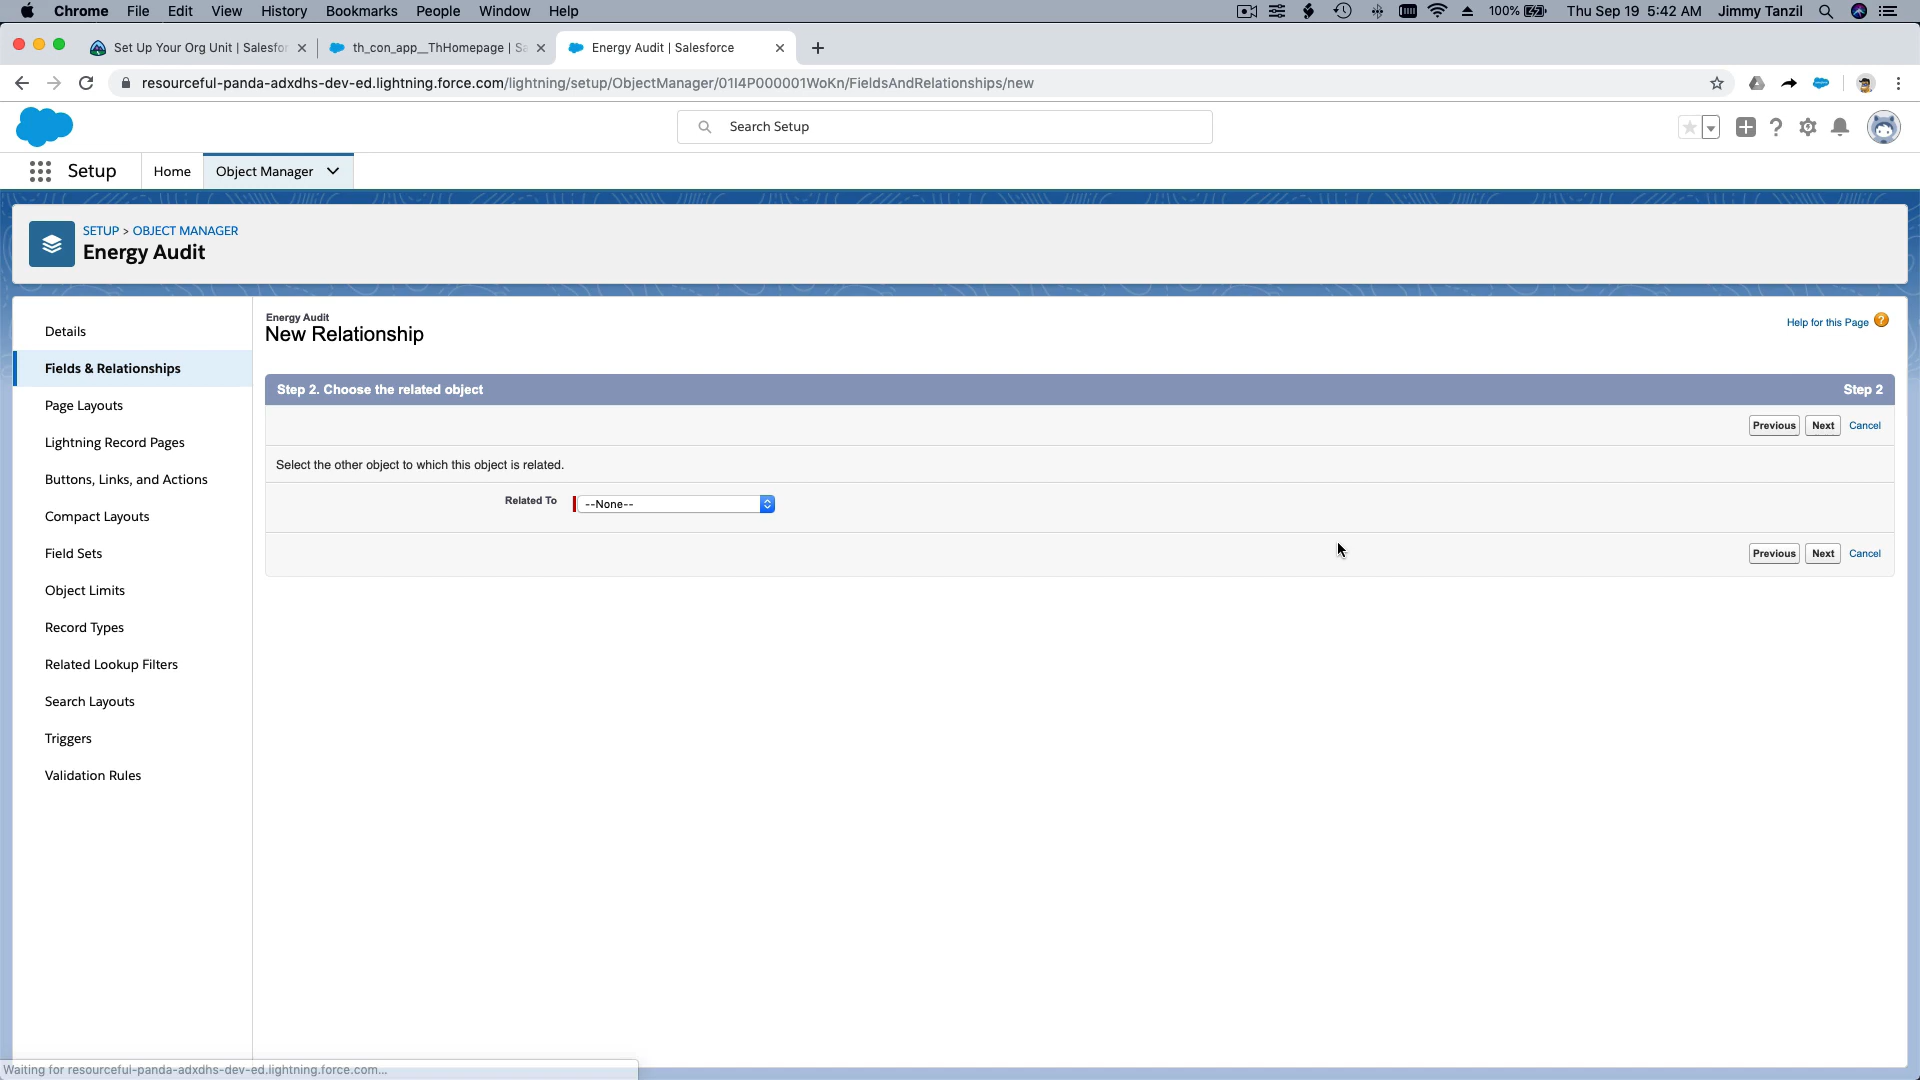 Chrome File Edit View History Bookmarks People Window Help 100% Thu Sep 19 5:42 AM Jimmy Tanzil
Set Up Your Org Unit | Salesfor th_con_app__ThHomepage | Sa Energy Audit | Salesforce
resourceful-panda-adxdhs-dev-ed.lightning.force.com/lightning/setup/ObjectManager/01I4P000001WoKn/FieldsAndRelationships/new
Search Setup
Setup Home Object Manager
SETUP > OBJECT MANAGER
Energy Audit
Details
Fields & Relationships
Page Layouts
Lightning Record Pages
Buttons, Links, and Actions
Compact Layouts
Field Sets
Object Limits
Record Types
Related Lookup Filters
Search Layouts
Triggers
Validation Rules
Energy Audit
New Relationship
Help for this Page ?
Step 2. Choose the related object Step 2
Previous Next Cancel
Select the other object to which this object is related.
Related To --None--
Previous Next Cancel
Waiting for resourceful-panda-adxdhs-dev-ed.lightning.force.com...